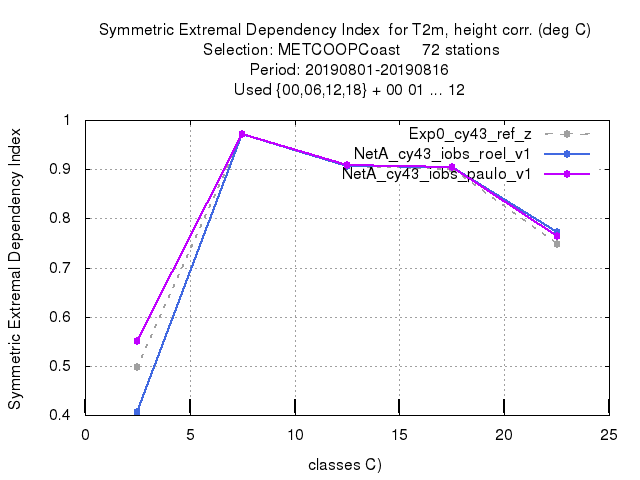 Symmetric Extremal Dependency Index  for T2m, height corr. (deg C)
Selection: METCOOPCoast     72 stations
Period: 20190801-20190816
Used {00,06,12,18} + 00 01 ... 12
Symmetric Extremal Dependency Index
1
0.9
0.8
0.7
0.6
0.5
0.4
Exp0_cy43_ref_z
NetA_cy43_iobs_roel_v1
NetA_cy43_iobs_paulo_v1
0 5 10 15 20 25
classes C)